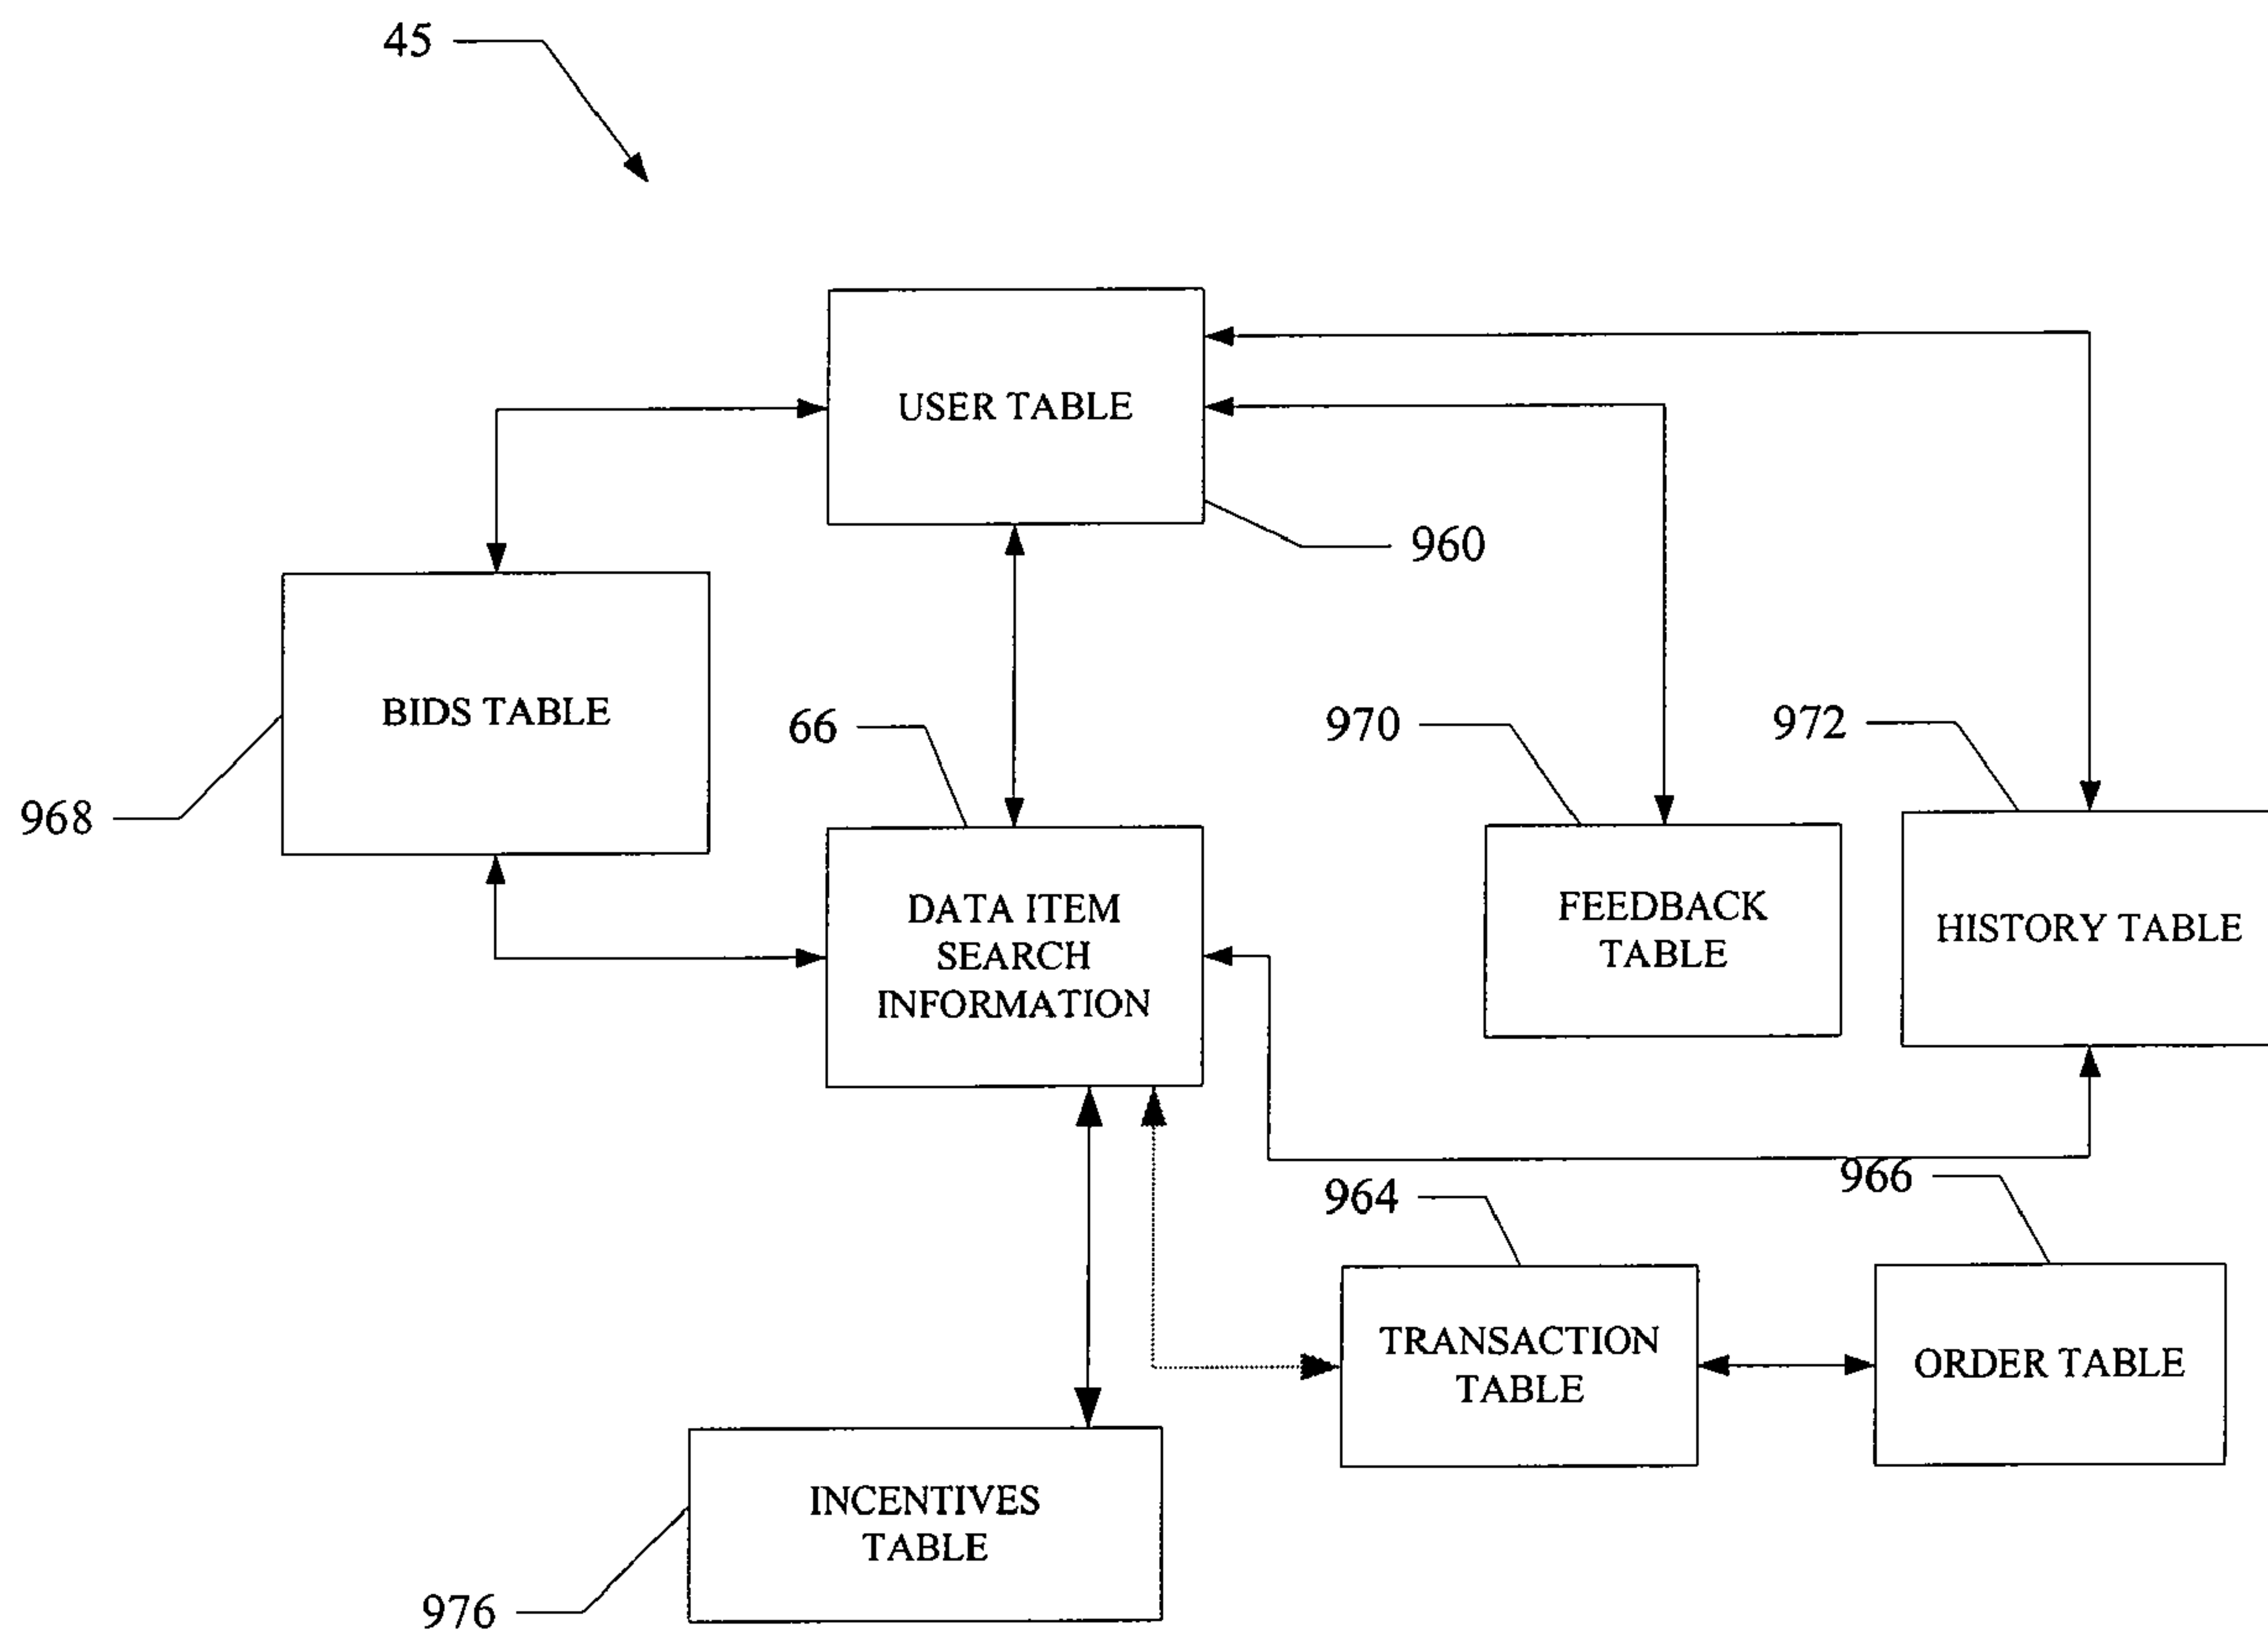 45
USER TABLE
960
BIDS TABLE
968
66
970
972
DATA ITEM
SEARCH
INFORMATION
FEEDBACK
TABLE
HISTORY TABLE
964
966
TRANSACTION
TABLE
ORDER TABLE
INCENTIVES
TABLE
976